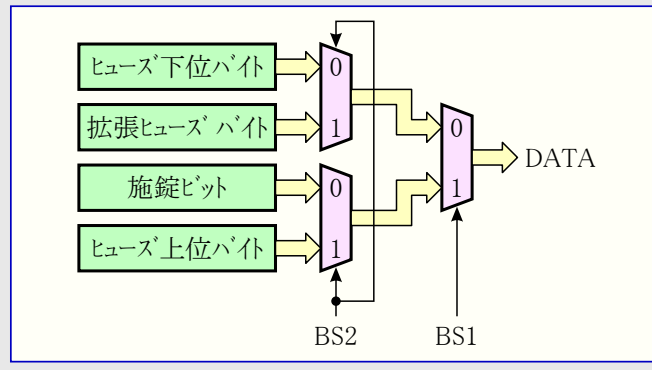 ヒューズ下位バイト
0
拡張ヒューズ バイト
1
0
DATA
1
施錠ビット
0
ヒューズ上位バイト
1
BS2
BS1